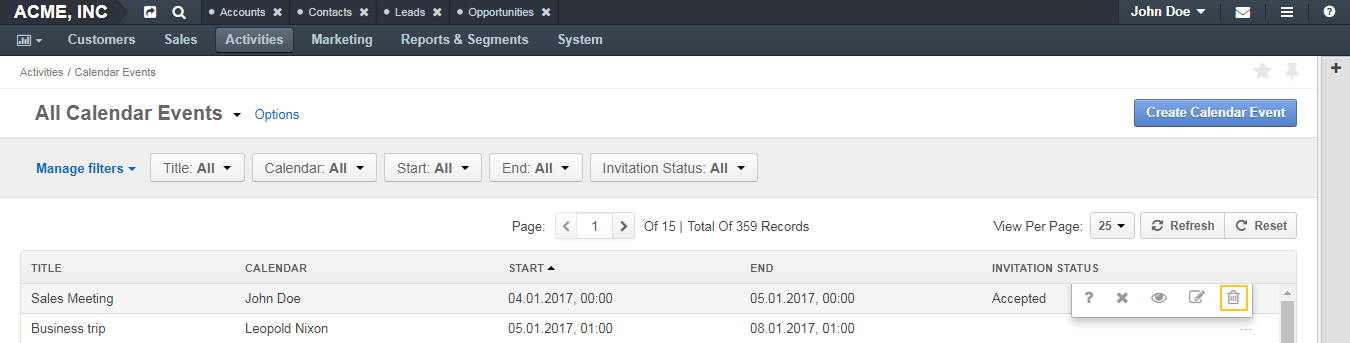 ACME, INC • Accounts × • Contacts × • Leads × • Opportunities × John Doe
Customers Sales Activities Marketing Reports & Segments System
Activities / Calendar Events
All Calendar Events Options Create Calendar Event
Manage filters Title: All Calendar: All Start: All End: All Invitation Status: All
Page: 1 Of 15 | Total Of 359 Records View Per Page: 25 Refresh Reset
TITLE CALENDAR START END INVITATION STATUS
Sales Meeting John Doe 04.01.2017, 00:00 05.01.2017, 00:00 Accepted ?
Business trip Leopold Nixon 05.01.2017, 01:00 08.01.2017, 01:00 ...